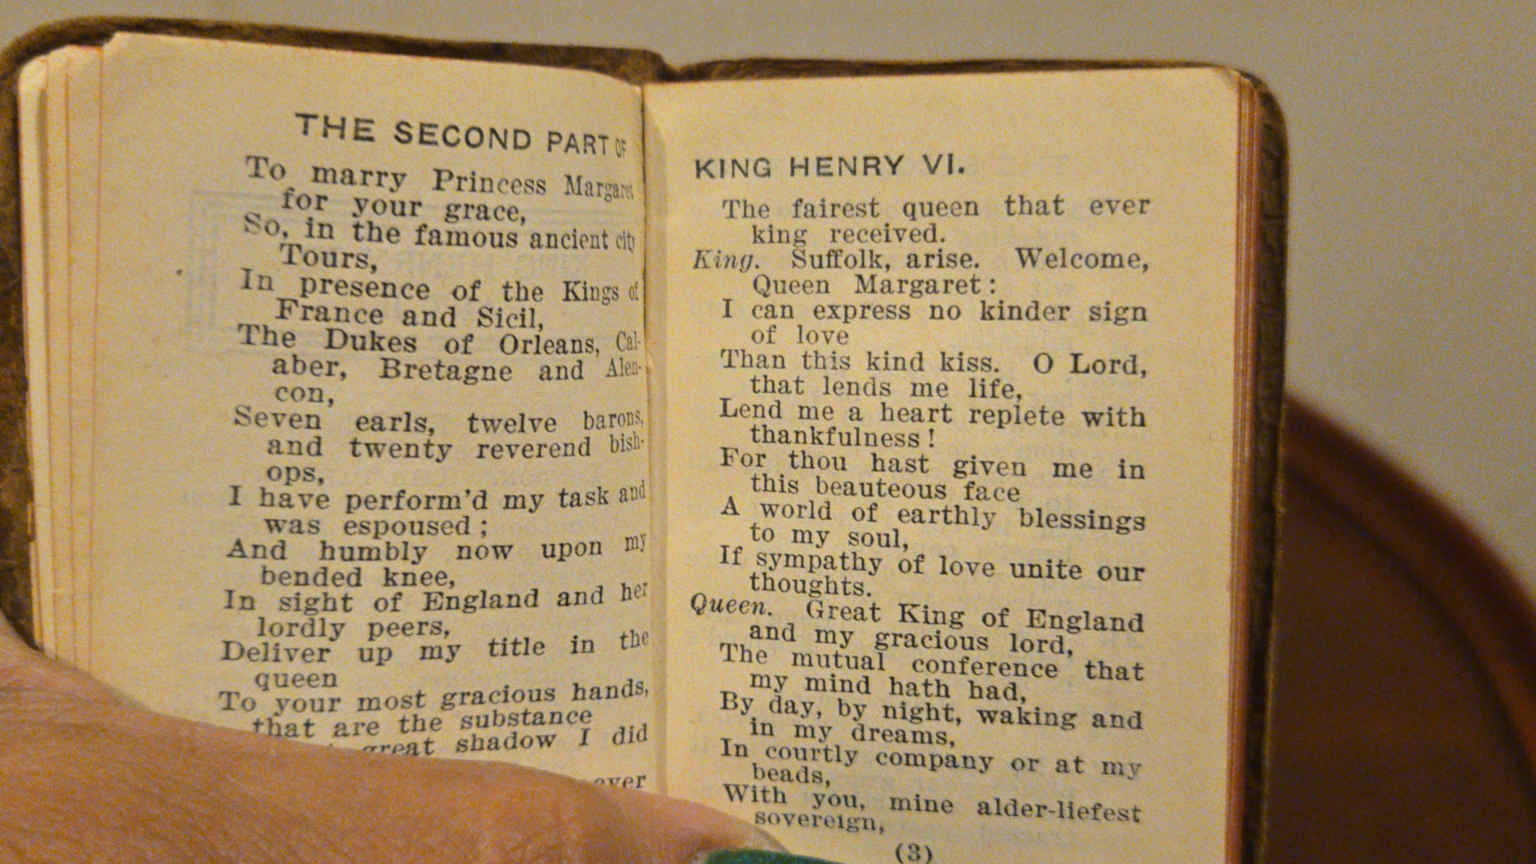 THE SECOND PART OF
To marry Princess Margaret
for your grace,
So, in the famous ancient city
Tours,
In presence of the Kings of
France and Sicil,
The Dukes of Orleans, Cal-
aber, Bretagne and Alen-
con,
Seven earls, twelve barons,
and twenty reverend bish-
ops,
I have perform'd my task and
was espoused;
And humbly now upon my
bended knee,
In sight of England and her
lordly peers,
Deliver up my title in the
queen
To your most gracious hands,
that are the substance
great shadow I did
KING HENRY VI.
The fairest queen that ever
king received.
King. Suffolk, arise. Welcome,
Queen Margaret:
I can express no kinder sign
of love
Than this kind kiss. O Lord,
that lends me life,
Lend me a heart replete with
thankfulness!
For thou hast given me in
this beauteous face
A world of earthly blessings
to my soul,
If sympathy of love unite our
thoughts.
Queen. Great King of England
and my gracious lord,
The mutual conference that
my mind hath had,
By day, by night, waking and
in my dreams,
In courtly company or at my
beads,
With you, mine alder-liefest
sovereign,
(3)